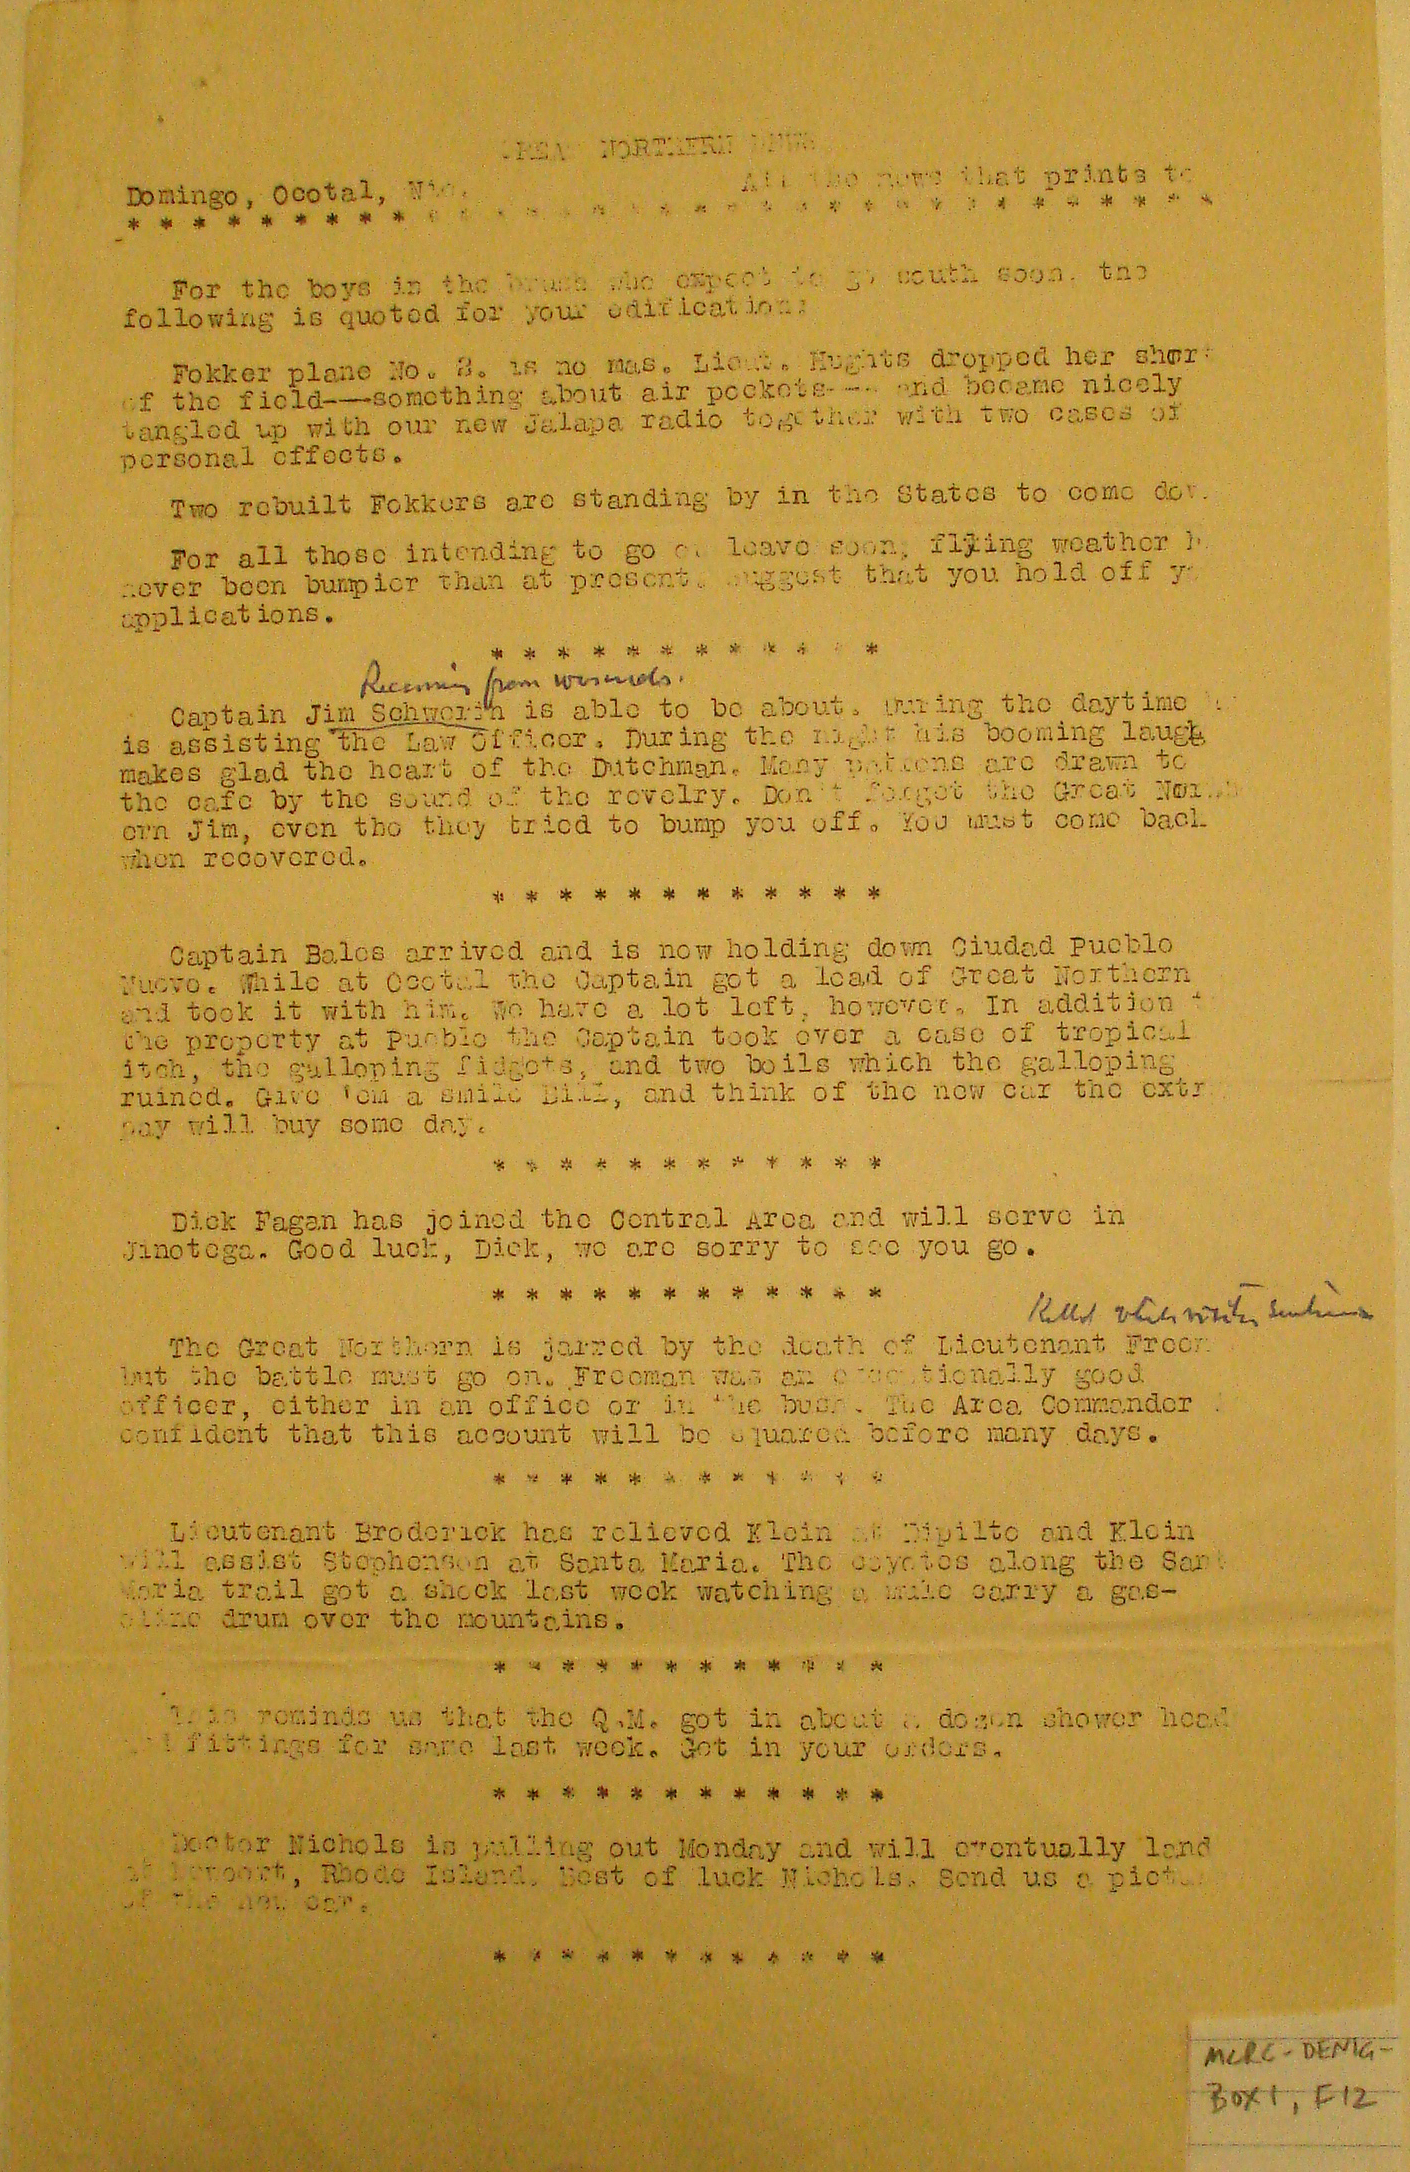 NORTHERN
Domingo, Ocotal, Nic. All the news that prints to
* * * * * * * * * * * * * * * * * * * * * * * * * * * * * * * *
For the boys in the who expect to go south soon, the
following is quoted for your edification:
Fokker plane No. 3. is no mas. Lieut. Hughts dropped her short
of the field---something about air pockets--- and became nicely
tangled up with our new Jalapa radio together with two cases of
personal effects.
Two rebuilt Fokkers are standing by in the States to come
For all those intending to go on leave soon, flying weather
never been bumpier than at present. Suggest that you hold off
applications.
* * * * * * * * * * * *
from wounds.
Captain Jim Schwerin is able to be about. During the daytime
is assisting the Law Officer. During the night his booming laugh
makes glad the heart of the Dutchman. Many patrons are drawn to
the cafe by the sound of the revelry. Don't forget the Great North
ern Jim, even tho they tried to bump you off. You must come back
when recovered.
* * * * * * * * * * * *
Captain Bales arrived and is now holding down Ciudad Pueblo
Nuevo. While at Ocotal the Captain got a load of Great Northern
and took it with him. We have a lot left, however. In addition
the property at Pueblo the Captain took over a case of tropical
itch, the galloping fidgets, and two boils which the galloping
ruined. Give 'em a smile Bill, and think of the new car the extr
pay will buy some day.
* * * * * * * * * * * *
Dick Fagan has joined the Central Area and will serve in
Jinotega. Good luck, Dick, we are sorry to see you go.
* * * * * * * * * * * *
Killed while visiting sentries
The Great Northern is jarred by the death of Lieutenant
but the battle must go on. Freeman was an exceptionally good
officer, either in an office or in the bush. The Area Commander
confident that this account will be squared before many days.
* * * * * * * * * * * *
Lieutenant Broderick has relieved Klein at Dipilto and Klein
will assist Stephenson at Santa Maria. The coyotes along the Sant
Maria trail got a shock last week watching a mule carry a gas-
oline drum over the mountains.
* * * * * * * * * * * *
This reminds us that the Q.M. got in about a dozen shower head
and fittings for same last week. Get in your orders.
* * * * * * * * * * * *
Doctor Nichols is pulling out Monday and will eventually land
at Newport, Rhode Island. Best of luck Nichols. Send us a
of the new car.
* * * * * * * * * * * *
MCRC-DENIG-
BOX 1, F12